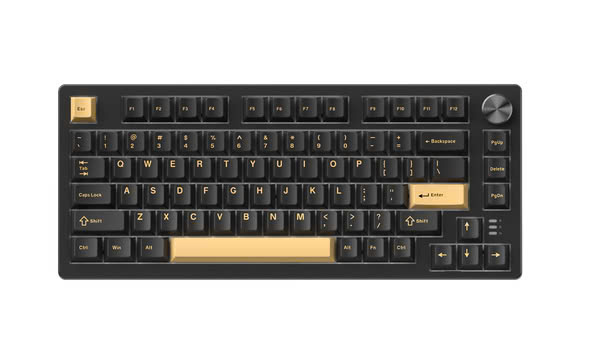 Esc F1 F2 F3 F4 F5 F6 F7 F8 F9 F10 F11 F12
~ ! @ # $ % ^ & * ( ) _ +
` 1 2 3 4 5 6 7 8 9 0 - = ← Backspace PgUp
Tab Q W E R T Y U I O P { [ } ] | \ Delete
Caps Lock A S D F G H J K L : ; " ' Enter PgDn
Shift Z X C V B N M < , > . ? / Shift ↑
Ctrl Win Alt Alt Fn Ctrl ← ↓ →